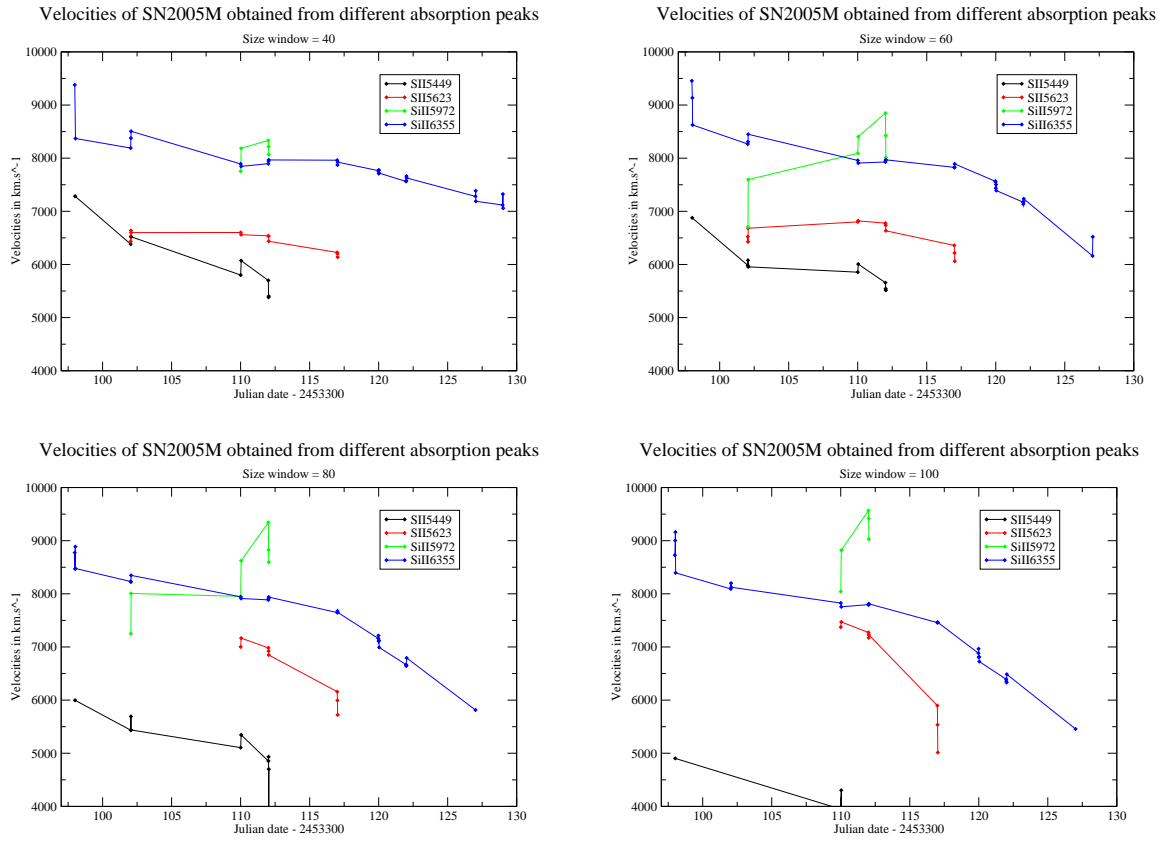 Velocities of SN2005M obtained from different absorption peaks
Size window = 40
10000
9000
8000
7000
6000
5000
4000
Velocities in km.s^-1
SII5449
SII5623
SiII5972
SiII6355
100 105 110 115 120 125 130
Julian date - 2453300
Velocities of SN2005M obtained from different absorption peaks
Size window = 60
10000
9000
8000
7000
6000
5000
4000
Velocities in km.s^-1
SII5449
SII5623
SiII5972
SiII6355
100 105 110 115 120 125 130
Julian date - 2453300
Velocities of SN2005M obtained from different absorption peaks
Size window = 80
10000
9000
8000
7000
6000
5000
4000
Velocities in km.s^-1
SII5449
SII5623
SiII5972
SiII6355
100 105 110 115 120 125 130
Julian date - 2453300
Velocities of SN2005M obtained from different absorption peaks
Size window = 100
10000
9000
8000
7000
6000
5000
4000
Velocities in km.s^-1
SII5449
SII5623
SiII5972
SiII6355
100 105 110 115 120 125 130
Julian date - 2453300